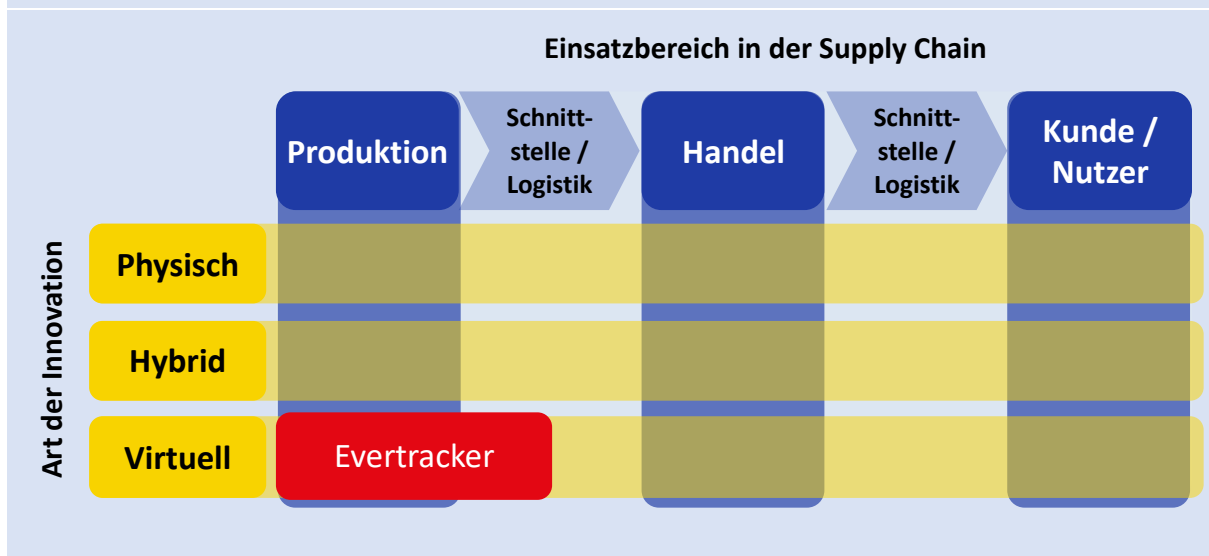 Einsatzbereich in der Supply Chain
Produktion
Schnitt-
stelle /
Logistik
Handel
Schnitt-
stelle /
Logistik
Kunde /
Nutzer
Art der Innovation
Physisch
Hybrid
Virtuell
Evertracker